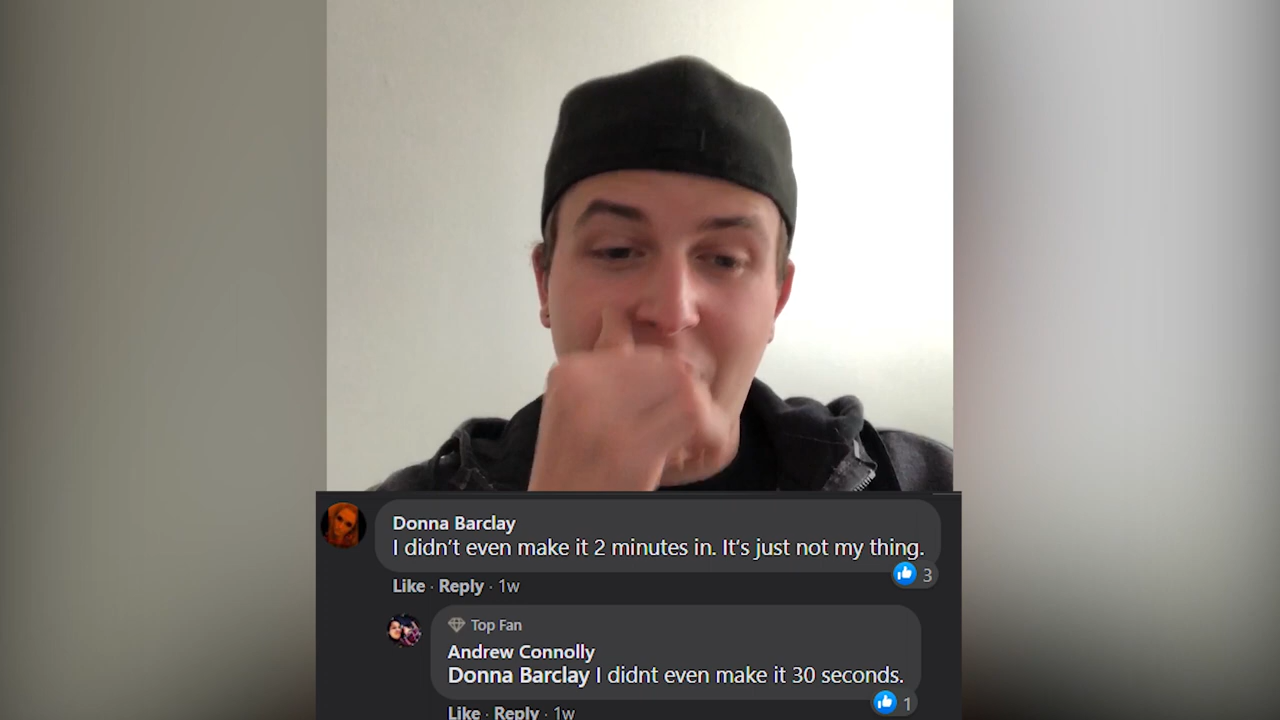 Donna Barclay
I didn’t even make it 2 minutes in. It's just not my thing.
Like · Reply · 1w
3
Top Fan
Andrew Connolly
Donna Barclay I didnt even make it 30 seconds.
Like · Reply · 1w
1